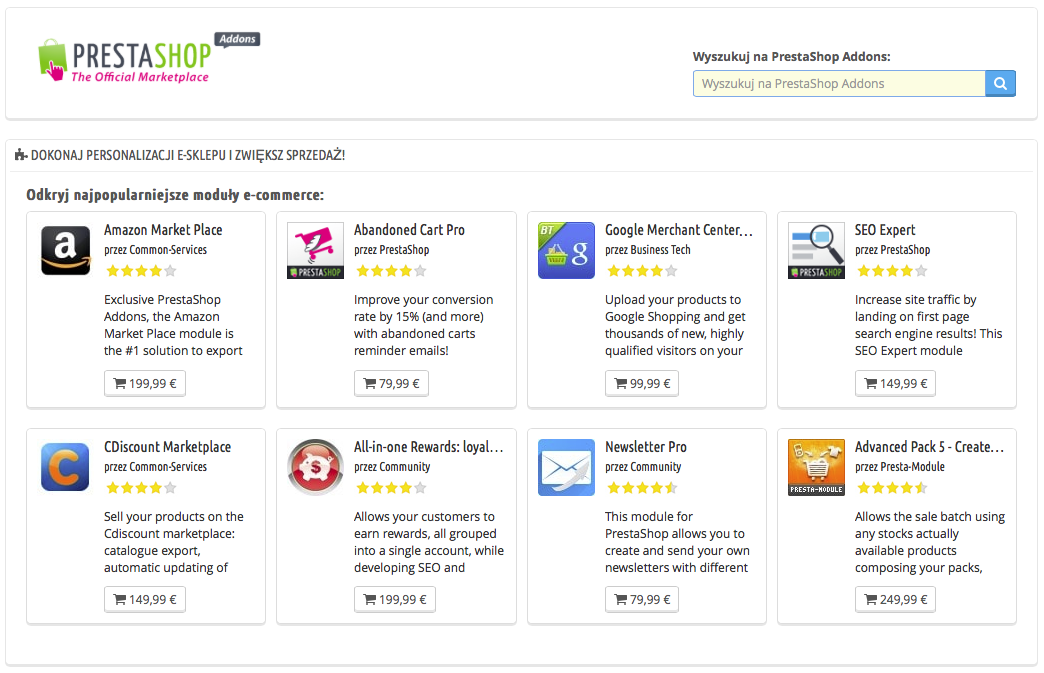 Addons
PRESTASHOP
The Official Marketplace
Wyszukuj na PrestaShop Addons:
Wyszukuj na PrestaShop Addons
DOKONAJ PERSONALIZACJI E-SKLEPU I ZWIĘKSZ SPRZEDAŻ!
Odkryj najpopularniejsze moduły e-commerce:
a
Amazon Market Place
przez Common-Services
Exclusive PrestaShop
Addons, the Amazon
Market Place module is
the #1 solution to export
199,99 €
PRESTASHOP
Abandoned Cart Pro
przez PrestaShop
Improve your conversion
rate by 15% (and more)
with abandoned carts
reminder emails!
79,99 €
BT
g
Google Merchant Center...
przez Business Tech
Upload your products to
Google Shopping and get
thousands of new, highly
qualified visitors on your
99,99 €
PRESTASHOP
SEO Expert
przez PrestaShop
Increase site traffic by
landing on first page
search engine results! This
SEO Expert module
149,99 €
C
CDiscount Marketplace
przez Common-Services
Sell your products on the
Cdiscount marketplace:
catalogue export,
automatic updating of
149,99 €
$
All-in-one Rewards: loyal...
przez Community
Allows your customers to
earn rewards, all grouped
into a single account, while
developing SEO and
199,99 €
Newsletter Pro
przez Community
This module for
PrestaShop allows you to
create and send your own
newsletters with different
79,99 €
PRESTA-MODULE
Advanced Pack 5 - Create...
przez Presta-Module
Allows the sale batch using
any stocks actually
available products
composing your packs,
249,99 €